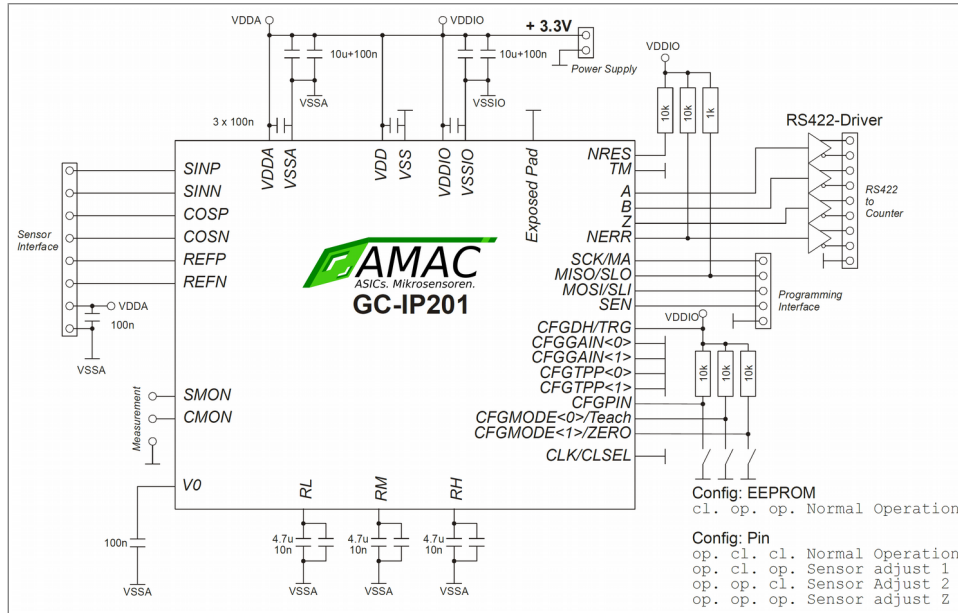 VDDA
VDDIO
+ 3.3V
10u+100n
10u+100n
Power Supply
VDDIO
VSSA
VSSIO
3 x 100n
10k
10k
1k
RS422-Driver
VDDA
VSSA
VDD
VSS
VDDIO
VSSIO
Exposed Pad
NRES
TM
A
B
Z
NERR
RS422
to
Counter
SINP
SINN
COSP
COSN
REFP
REFN
Sensor
Interface
VDDA
100n
VSSA
AMAC
ASICs. Mikrosensoren.
GC-IP201
SCK/MA
MISO/SLO
MOSI/SLI
SEN
Programming
Interface
VDDIO
CFGDH/TRG
CFGGAIN<0>
CFGGAIN<1>
CFGTPP<0>
CFGTPP<1>
CFGPIN
CFGMODE<0>/Teach
CFGMODE<1>/ZERO
CLK/CLSEL
10k
10k
10k
Measurement
SMON
CMON
V0
100n
VSSA
RL
RM
RH
4.7u
10n
4.7u
10n
4.7u
10n
VSSA
VSSA
VSSA
Config: EEPROM
cl. op. op. Normal Operation
Config: Pin
op. cl. cl. Normal Operation
op. cl. op. Sensor adjust 1
op. op. cl. Sensor Adjust 2
op. op. op. Sensor adjust Z